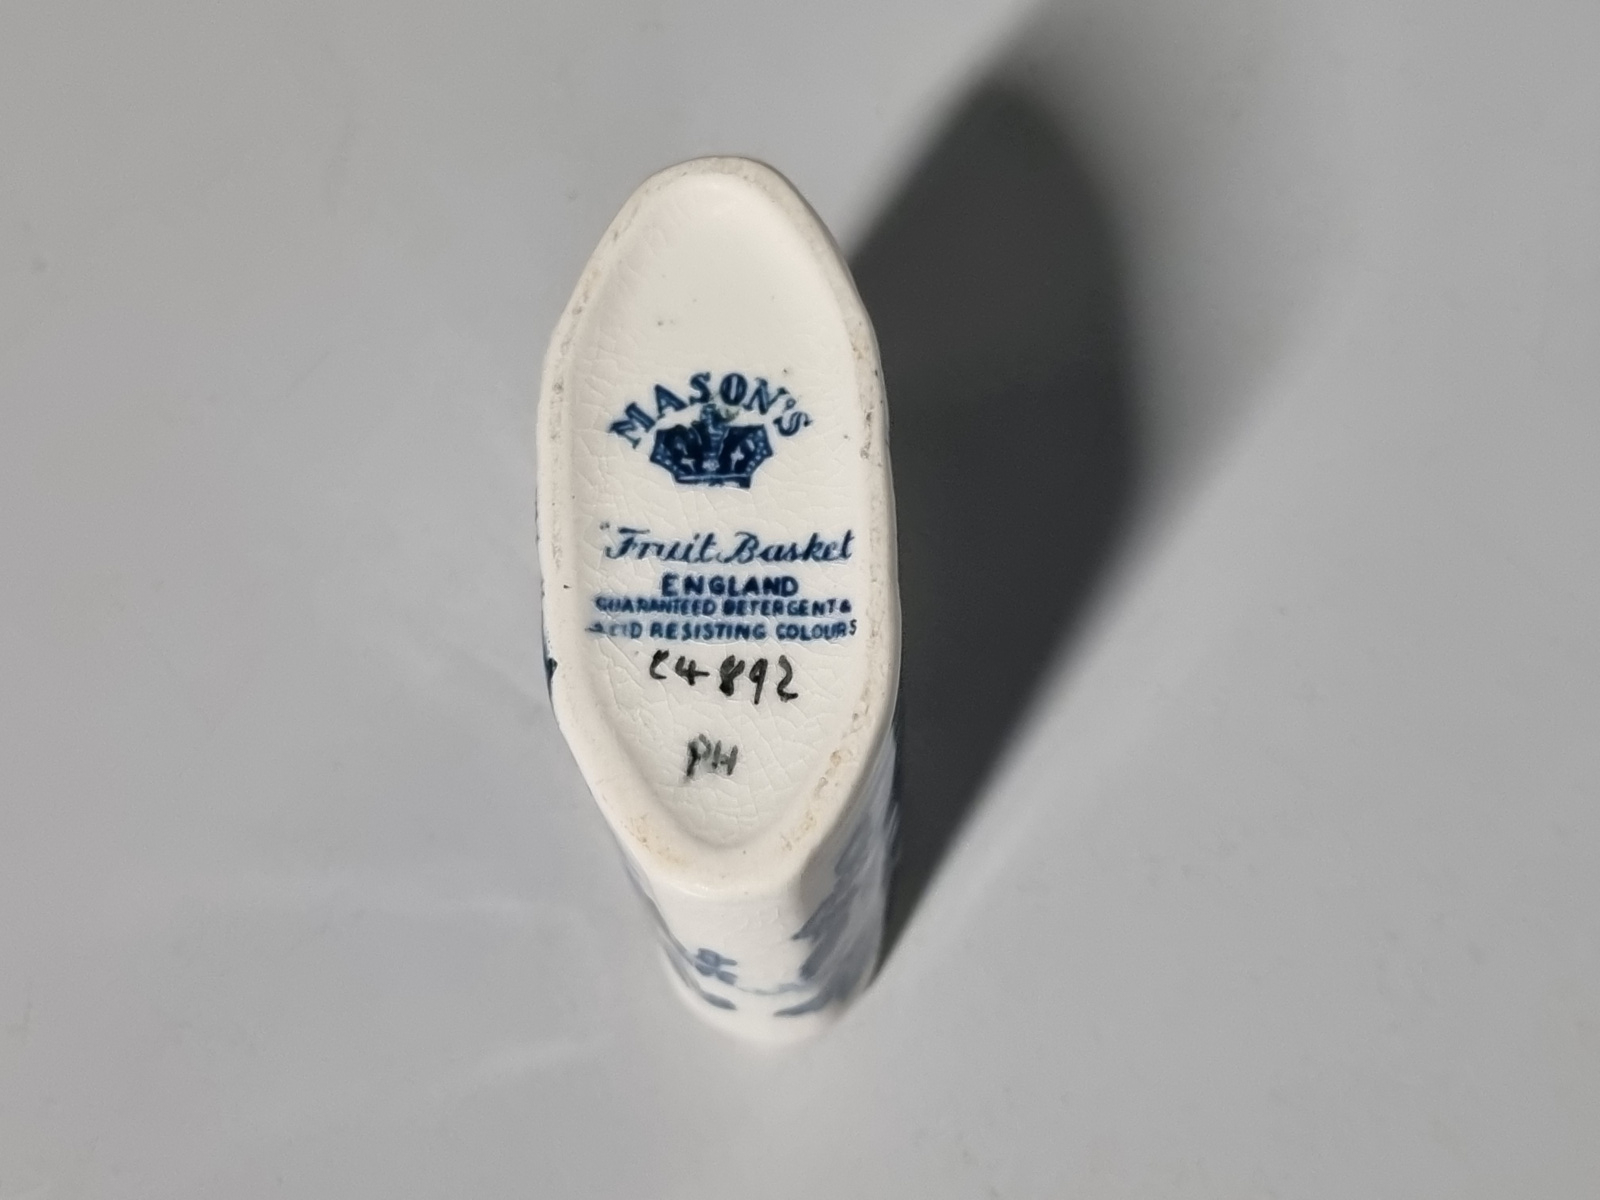 MASON'S
"Fruit Basket
ENGLAND
GUARANTEED DETERGENT &
ACID RESISTING COLOURS
C4892
PH